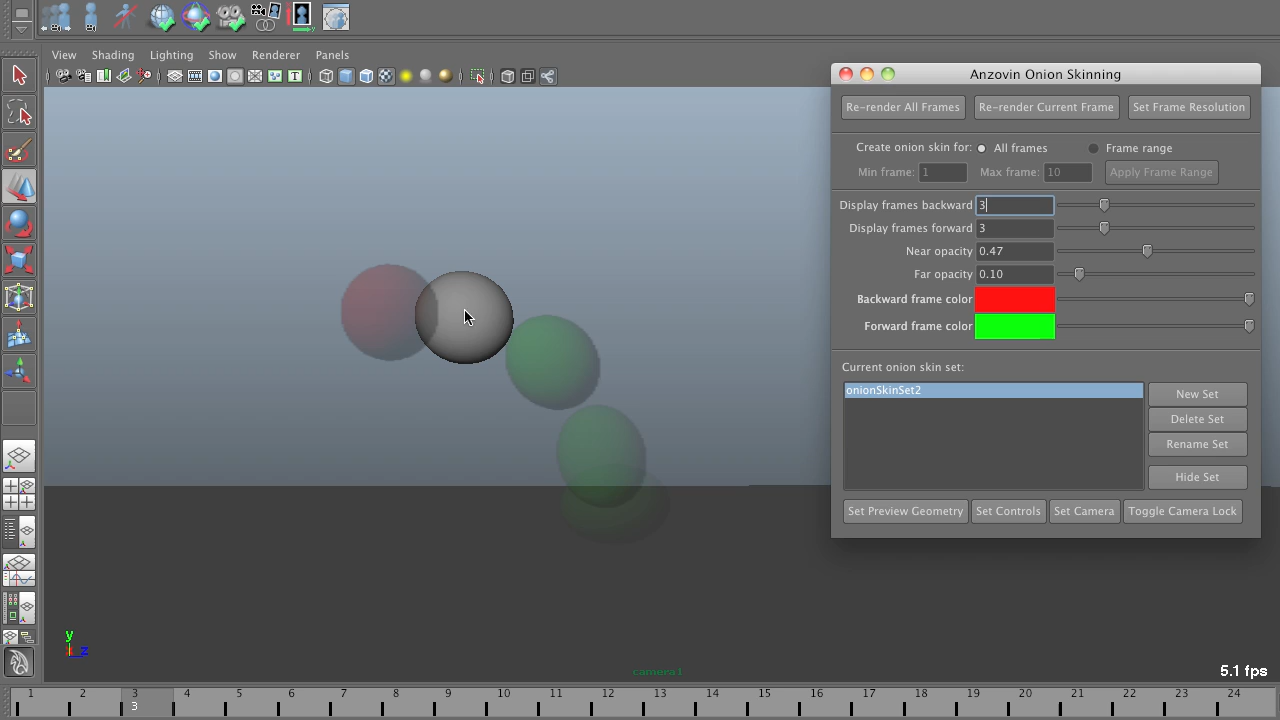 View Shading Lighting Show Renderer Panels
T
Anzovin Onion Skinning
Re-render All Frames Re-render Current Frame Set Frame Resolution
Create onion skin for: All frames Frame range
Min frame: 1 Max frame: 10 Apply Frame Range
Display frames backward 3
Display frames forward 3
Near opacity 0.47
Far opacity 0.10
Backward frame color
Forward frame color
Current onion skin set:
onionSkinSet2
New Set
Delete Set
Rename Set
Hide Set
Set Preview Geometry Set Controls Set Camera Toggle Camera Lock
y
x z
camera1
5.1 fps
1 2 3 4 5 6 7 8 9 10 11 12 13 14 15 16 17 18 19 20 21 22 23 24
3